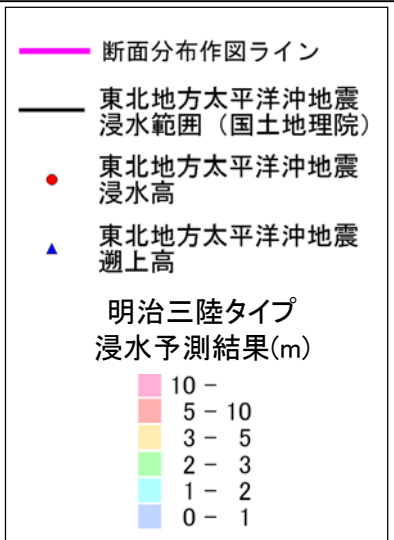 断面分布作図ライン
東北地方太平洋沖地震
浸水範囲（国土地理院）
東北地方太平洋沖地震
浸水高
東北地方太平洋沖地震
遡上高
明治三陸タイプ
浸水予測結果(m)
10 －
5 － 10
3 － 5
2 － 3
1 － 2
0 － 1